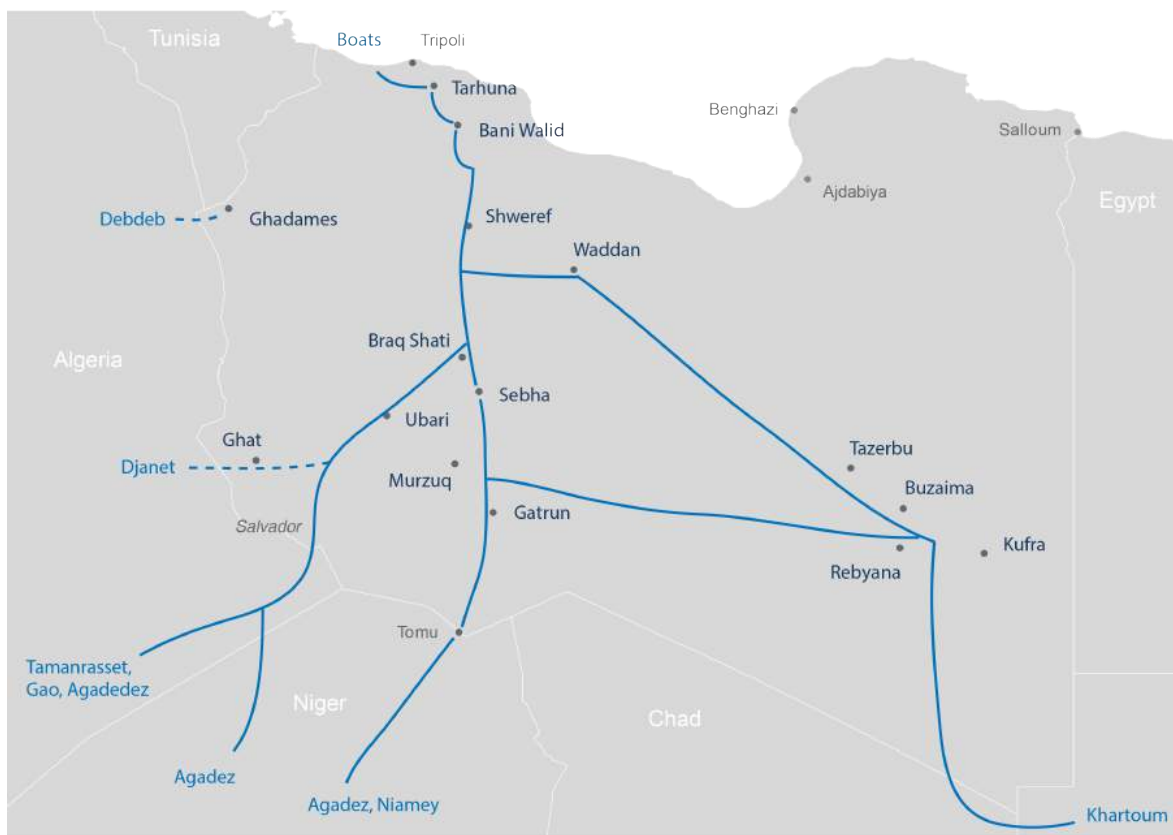 Tunisia
Boats
Tripoli
Tarhuna
Benghazi
Bani Walid
Salloum
Ajdabiya
Egypt
Debdeb
Ghadames
Shweref
Waddan
Braq Shati
Algeria
Sebha
Ubari
Ghat
Djanet
Tazerbu
Murzuq
Buzaima
Gatrun
Salvador
Kufra
Rebyana
Tomu
Tamanrasset,
Gao, Agadedez
Niger
Chad
Agadez
Agadez, Niamey
Khartoum